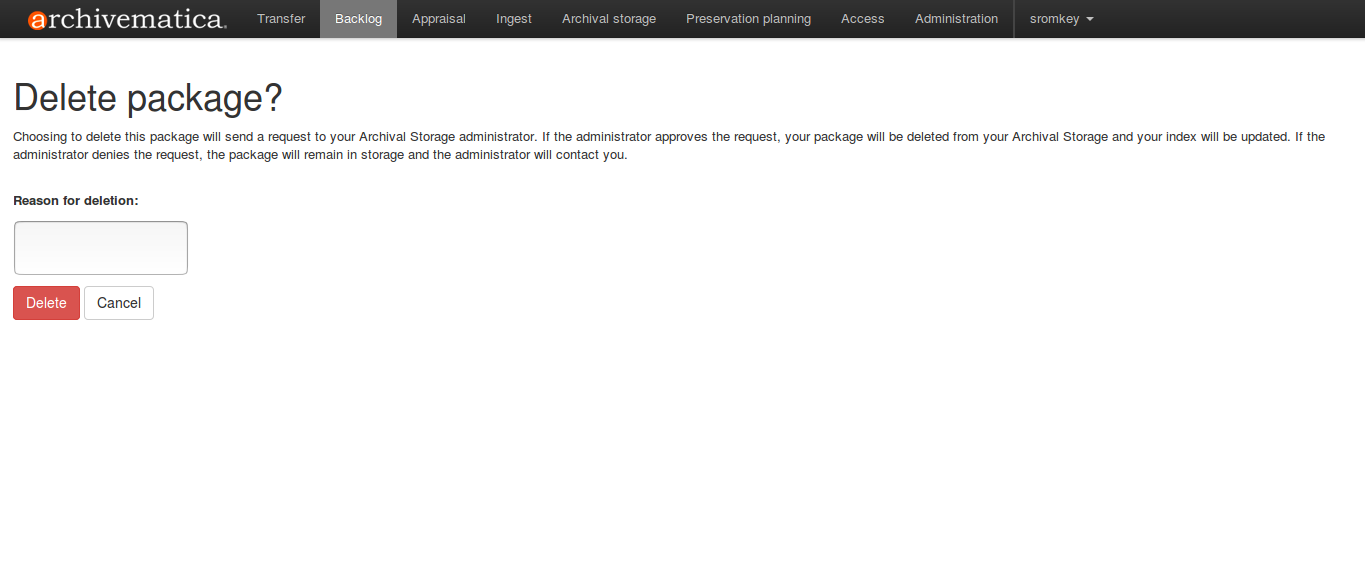 archivematica. Transfer Backlog Appraisal Ingest Archival storage Preservation planning Access Administration sromkey
Delete package?
Choosing to delete this package will send a request to your Archival Storage administrator. If the administrator approves the request, your package will be deleted from your Archival Storage and your index will be updated. If the
administrator denies the request, the package will remain in storage and the administrator will contact you.
Reason for deletion:
Delete Cancel